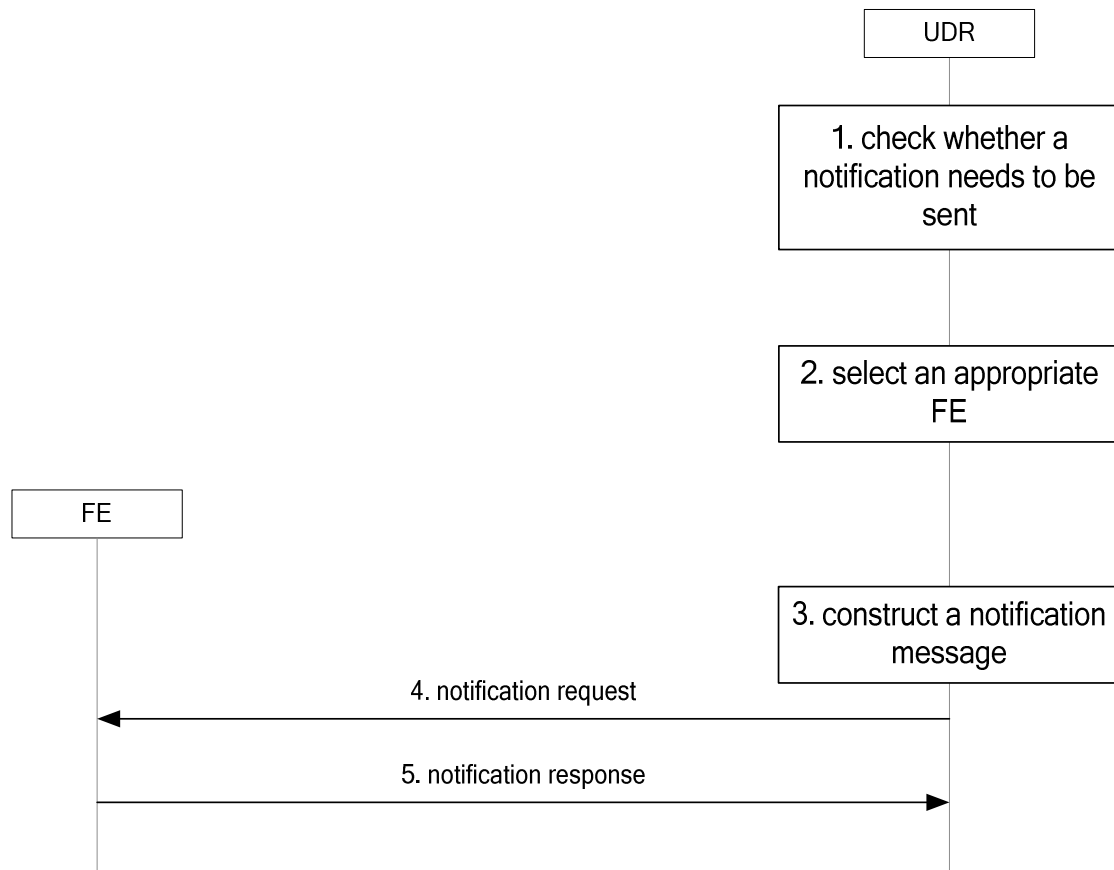 UDR
1. check whether a
notification needs to be
sent
2. select an appropriate
FE
FE
3. construct a notification
message
4. notification request
5. notification response